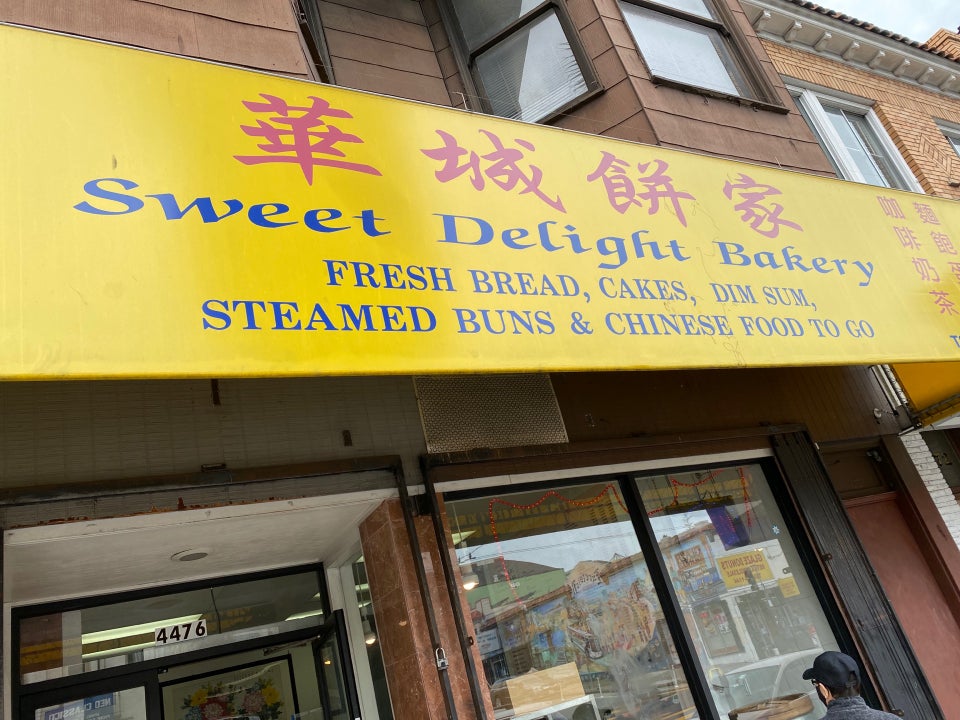 華城餅家
Sweet Delight Bakery
FRESH BREAD, CAKES, DIM SUM,
STEAMED BUNS & CHINESE FOOD TO GO
麵飽蛋
咖啡奶茶
4476